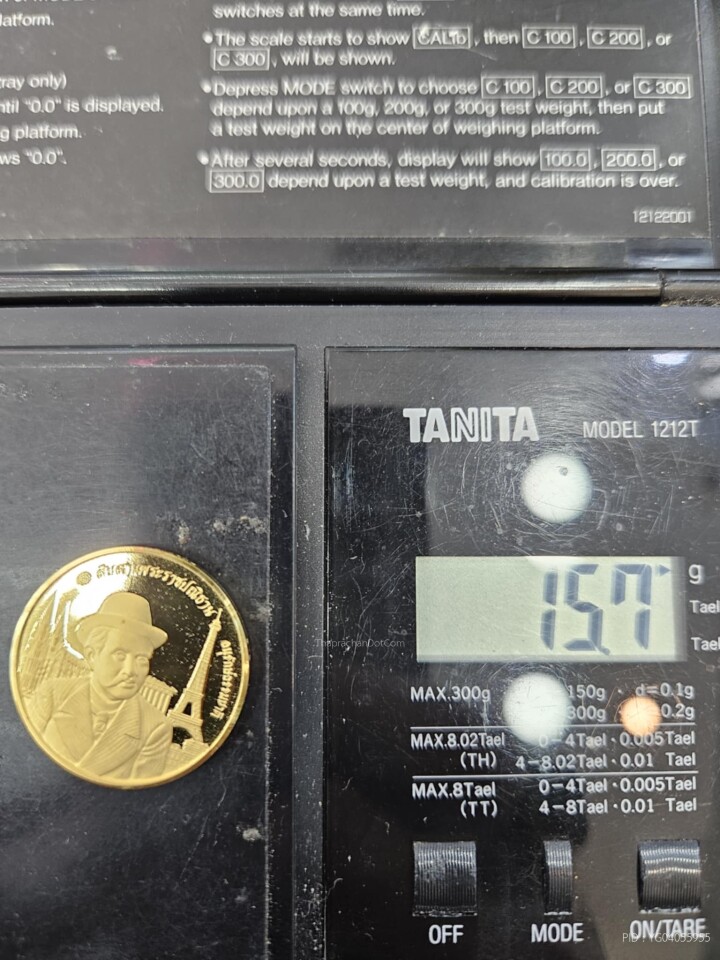 latform.
tray only)
ntil "0.0" is displayed.
g platform.
ws "0.0".
switches at the same time.
•The scale starts to show CALib, then C 100, C 200, or
C 300, will be shown.
•Depress MODE switch to choose C 100, C 200, or C 300
depend upon a 100g, 200g, or 300g test weight, then put
a test weight on the center of weighing platform.
•After several seconds, display will show 100.0, 200.0, or
300.0 depend upon a test weight, and calibration is over.
12122001
TANITA MODEL 1212T
15.7 g
Tael
Tael
ThaprachanDotCom
MAX.300g 150g · d=0.1g
300g 0.2g
MAX.8.02Tael 0–4Tael·0.005Tael
(TH) 4–8.02Tael·0.01 Tael
MAX.8Tael 0–4Tael·0.005Tael
(TT) 4–8Tael·0.01 Tael
OFF MODE ON/TARE